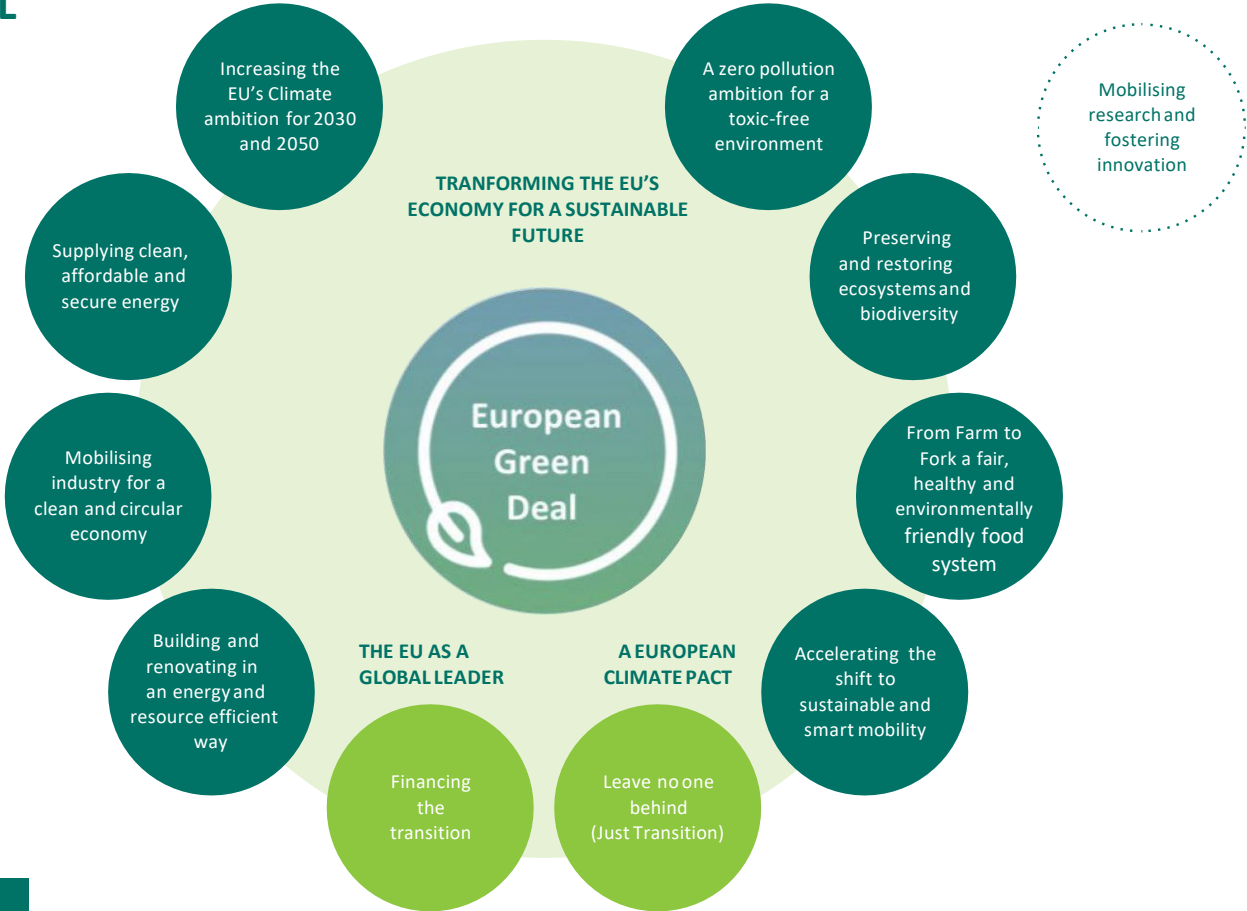 L
Increasing the
EU's Climate
ambition for 2030
and 2050
A zero pollution
ambition for a
toxic-free
environment
Mobilising
research and
fostering
innovation
TRANFORMING THE EU'S
ECONOMY FOR A SUSTAINABLE
FUTURE
Supplying clean,
affordable and
secure energy
Preserving
and restoring
ecosystems and
biodiversity
European
Green
Deal
Mobilising
industry for a
clean and circular
economy
From Farm to
Fork a fair,
healthy and
environmentally
friendly food
system
Building and
renovating in
an energy and
resource efficient
way
THE EU AS A
GLOBAL LEADER
A EUROPEAN
CLIMATE PACT
Accelerating the
shift to
sustainable and
smart mobility
Financing
the
transition
Leave no one
behind
(Just Transition)